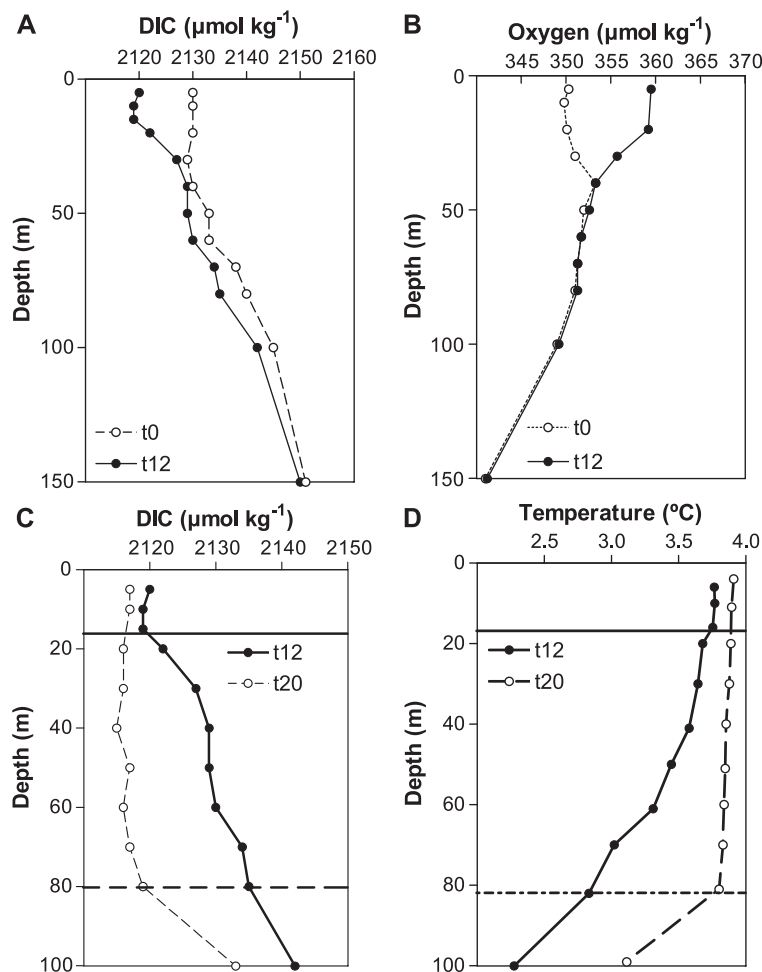 A
DIC (µmol kg⁻¹)
2120 2130 2140 2150 2160
0
50
100
150
Depth (m)
t0
t12
B
Oxygen (µmol kg⁻¹)
345 350 355 360 365 370
0
50
100
150
Depth (m)
t0
t12
C
DIC (µmol kg⁻¹)
2120 2130 2140 2150
0
20
40
60
80
100
Depth (m)
t12
t20
D
Temperature (ºC)
2.5 3.0 3.5 4.0
0
20
40
60
80
100
Depth (m)
t12
t20